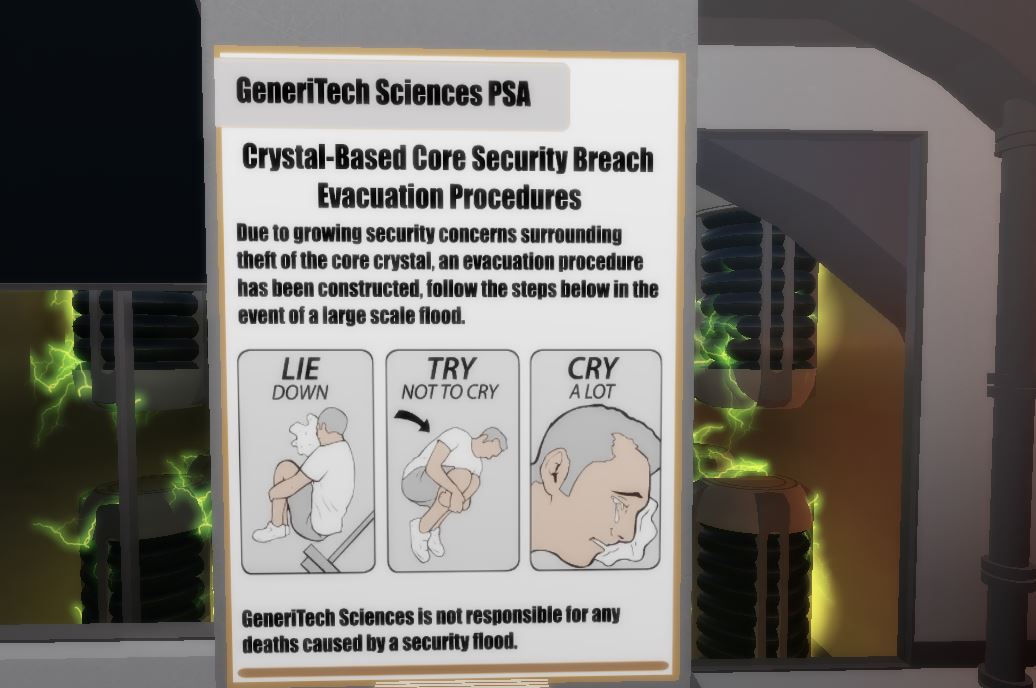 GeneriTech Sciences PSA
Crystal-Based Core Security Breach
Evacuation Procedures
Due to growing security concerns surrounding
theft of the core crystal, an evacuation procedure
has been constructed, follow the steps below in the
event of a large scale flood.
LIE
DOWN
TRY
NOT TO CRY
CRY
A LOT
GeneriTech Sciences is not responsible for any
deaths caused by a security flood.